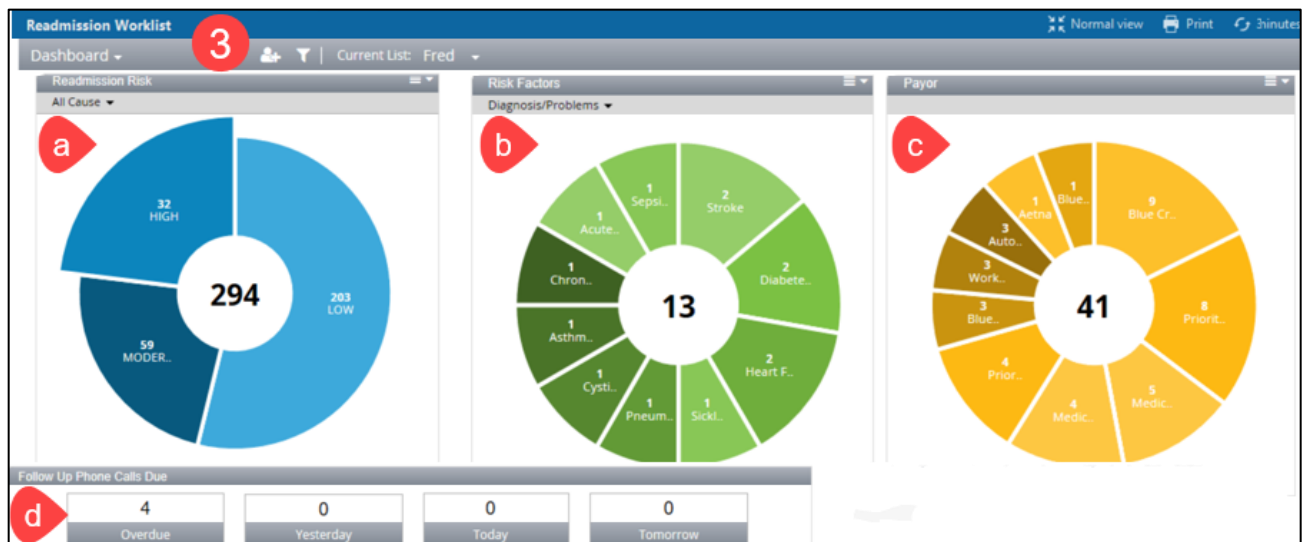 Readmission Worklist
Normal view Print 3hinutes
Dashboard 3 Current List: Fred
Readmission Risk
All Cause
a
32
HIGH
203
LOW
59
MODER..
294
Risk Factors
Diagnosis/Problems
b
2
Stroke
2
Diabete..
2
Heart F..
1
Sickl..
1
Pneum..
1
Cysti..
1
Asthm..
1
Chron..
1
Acute..
1
Sepsi..
13
Payor
c
9
Blue Cr..
8
Priorit..
5
Medic..
4
Medic..
4
Prior..
3
Blue..
3
Work..
3
Auto..
1
Aetna
1
Blue..
41
Follow Up Phone Calls Due
d
4 0 0 0
Overdue Yesterday Today Tomorrow